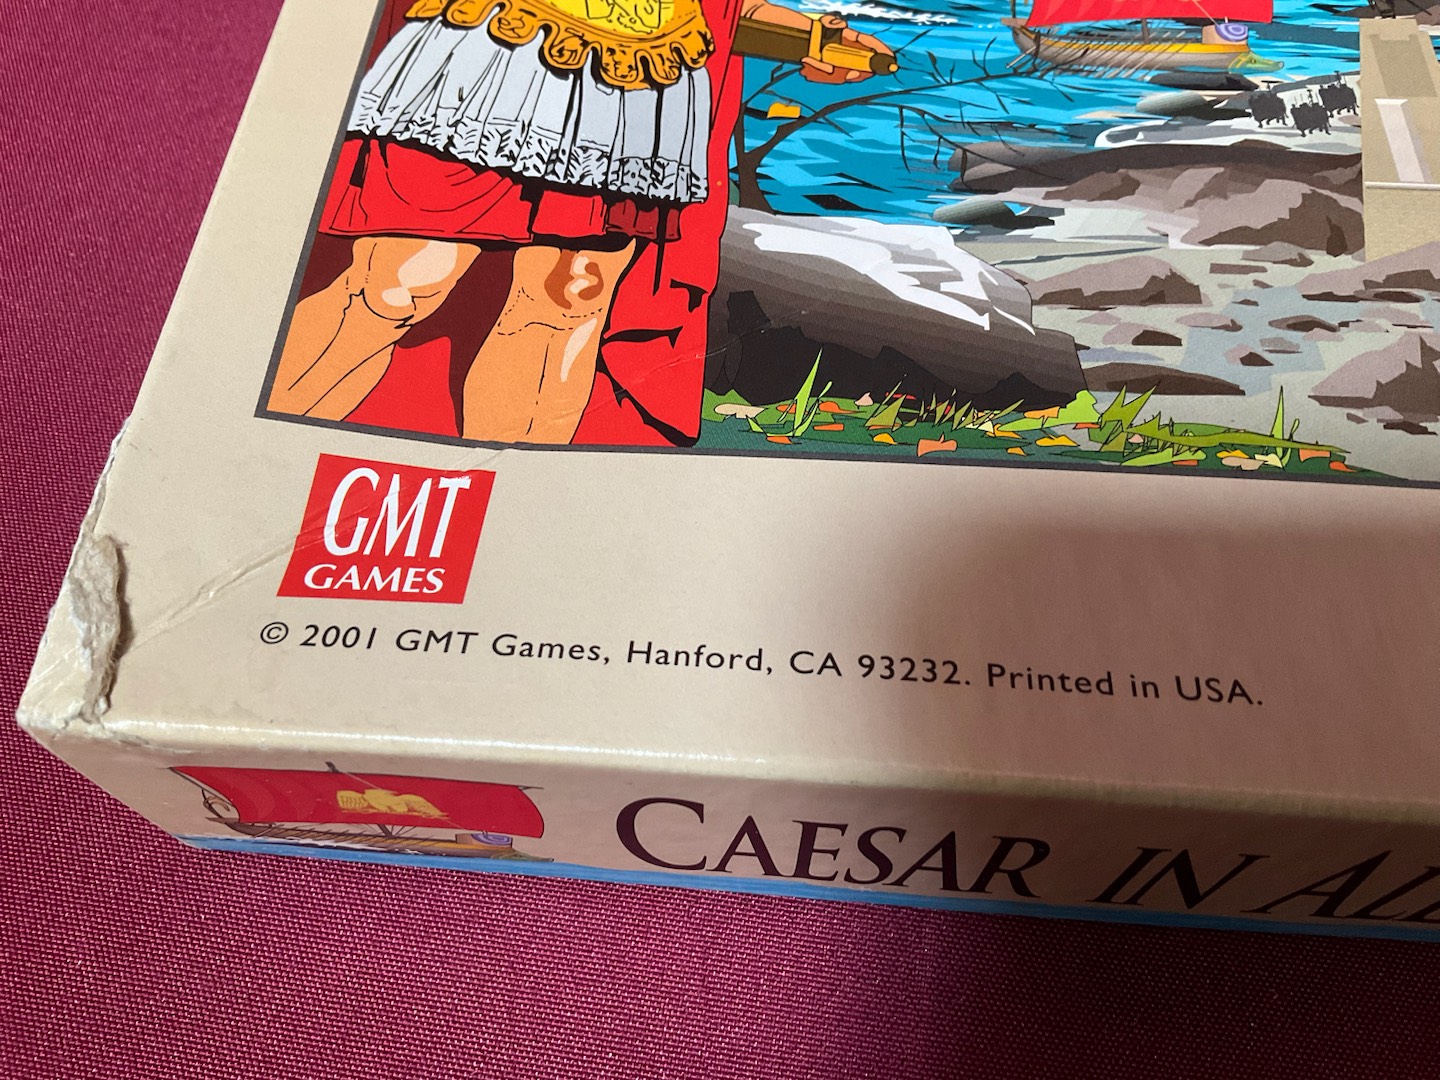 GMT
GAMES
© 2001 GMT Games, Hanford, CA 93232. Printed in USA.
CAESAR IN